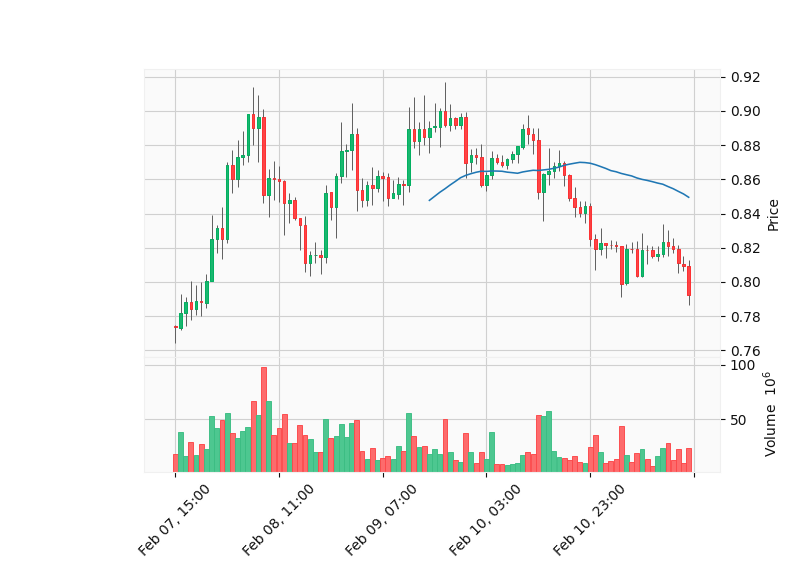 0.92
0.90
0.88
0.86
0.84
0.82
0.80
0.78
0.76
Price
100
50
Volume 10^6
Feb 07, 15:00
Feb 08, 11:00
Feb 09, 07:00
Feb 10, 03:00
Feb 10, 23:00